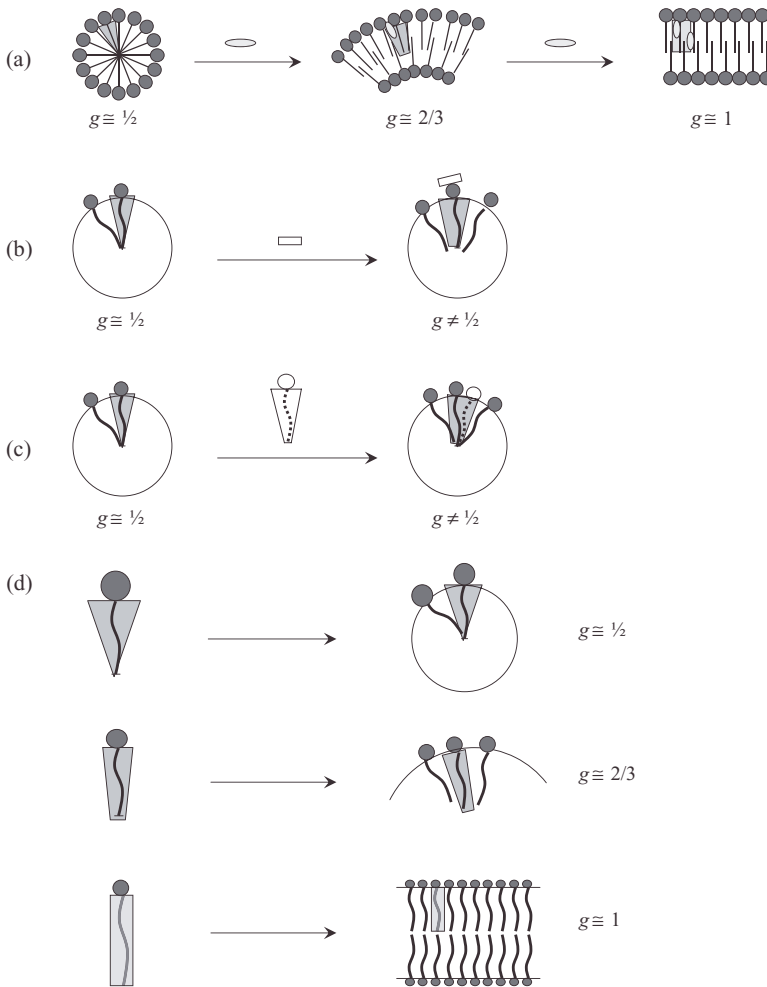 (a)
g ≅ ½ g ≅ 2/3 g ≅ 1
(b)
g ≅ ½ g ≠ ½
(c)
g ≅ ½ g ≠ ½
(d)
g ≅ ½
g ≅ 2/3
g ≅ 1